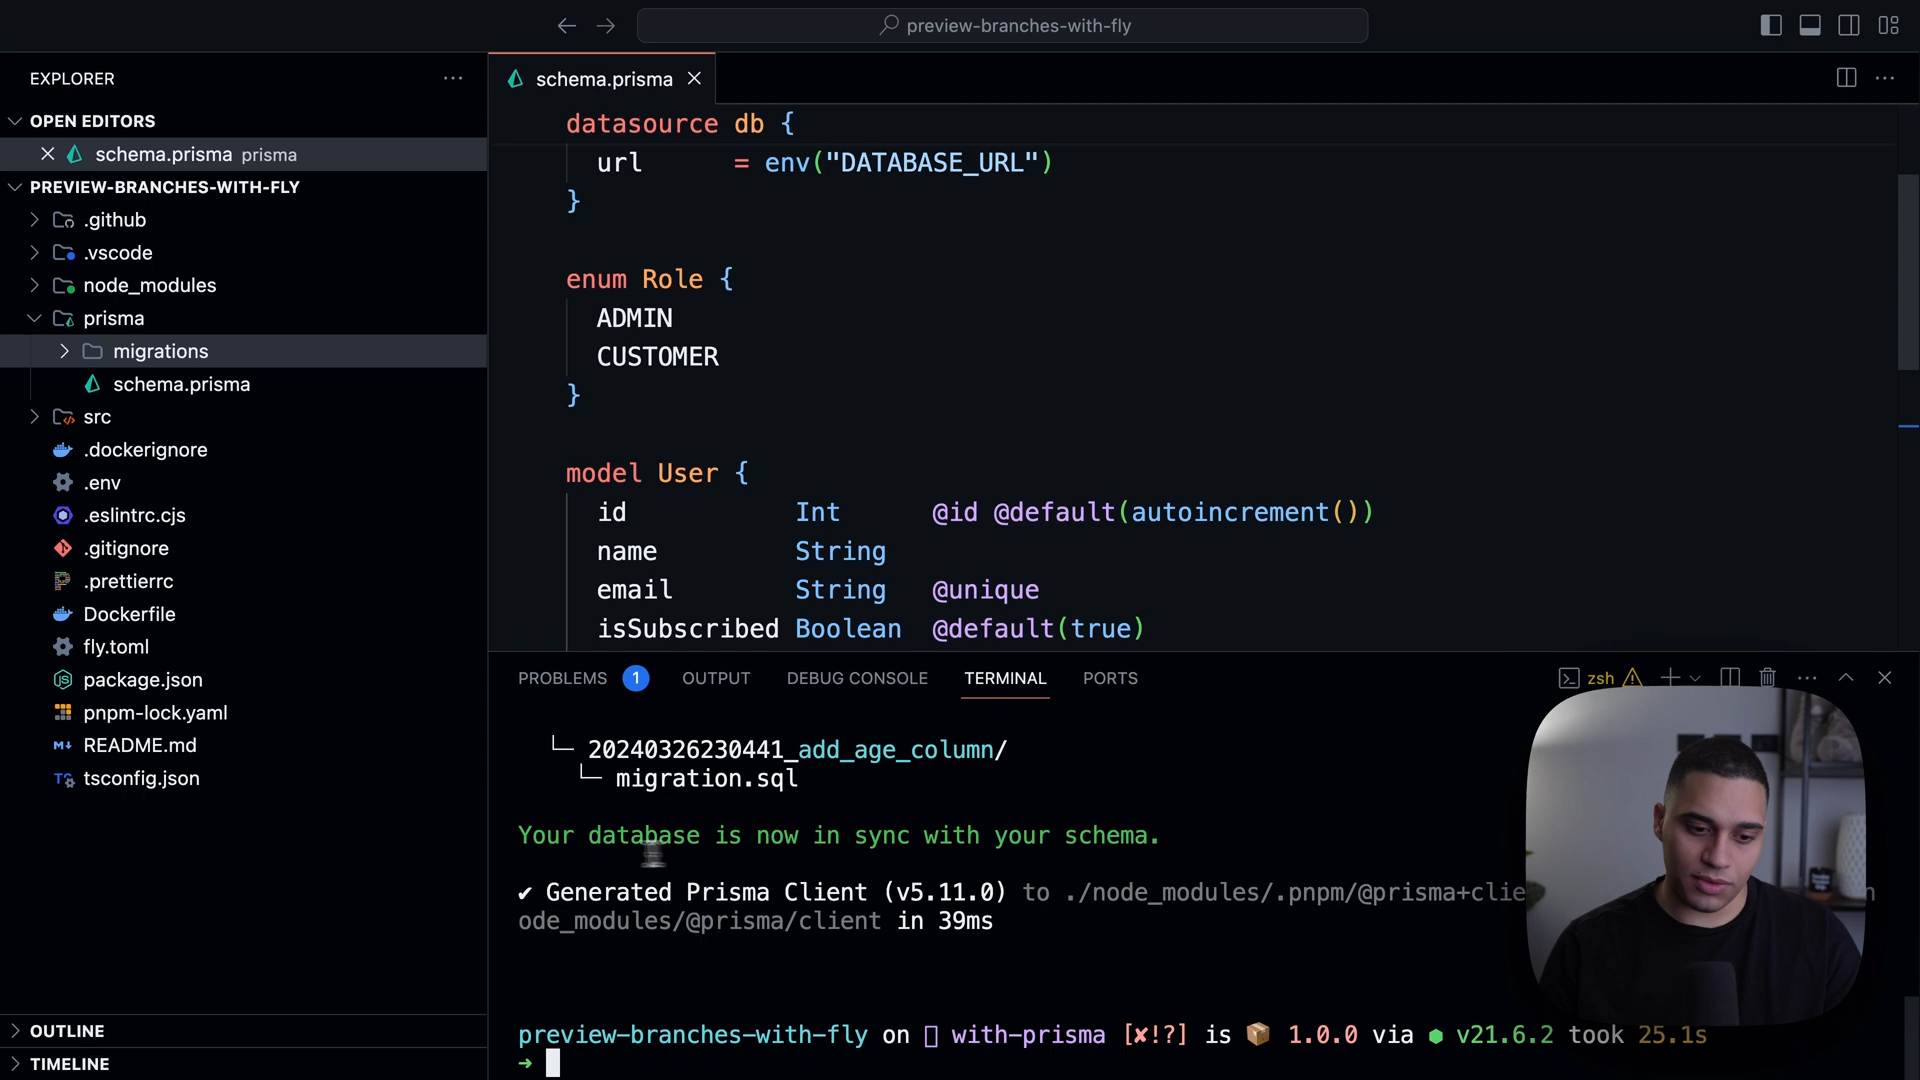 preview-branches-with-fly
EXPLORER
OPEN EDITORS
schema.prisma prisma
PREVIEW-BRANCHES-WITH-FLY
.github
.vscode
node_modules
prisma
migrations
schema.prisma
src
.dockerignore
.env
.eslintrc.cjs
.gitignore
.prettierrc
Dockerfile
fly.toml
package.json
pnpm-lock.yaml
README.md
tsconfig.json
OUTLINE
TIMELINE
schema.prisma
datasource db {
url = env("DATABASE_URL")
}
enum Role {
ADMIN
CUSTOMER
}
model User {
id Int @id @default(autoincrement())
name String
email String @unique
isSubscribed Boolean @default(true)
PROBLEMS 1 OUTPUT DEBUG CONSOLE TERMINAL PORTS
zsh
└─ 20240326230441_add_age_column/
└─ migration.sql
Your database is now in sync with your schema.
✔ Generated Prisma Client (v5.11.0) to ./node_modules/.pnpm/@prisma+clie
ode_modules/@prisma/client in 39ms
preview-branches-with-fly on with-prisma [✘!?] is 📦 1.0.0 via ⬢ v21.6.2 took 25.1s
➜